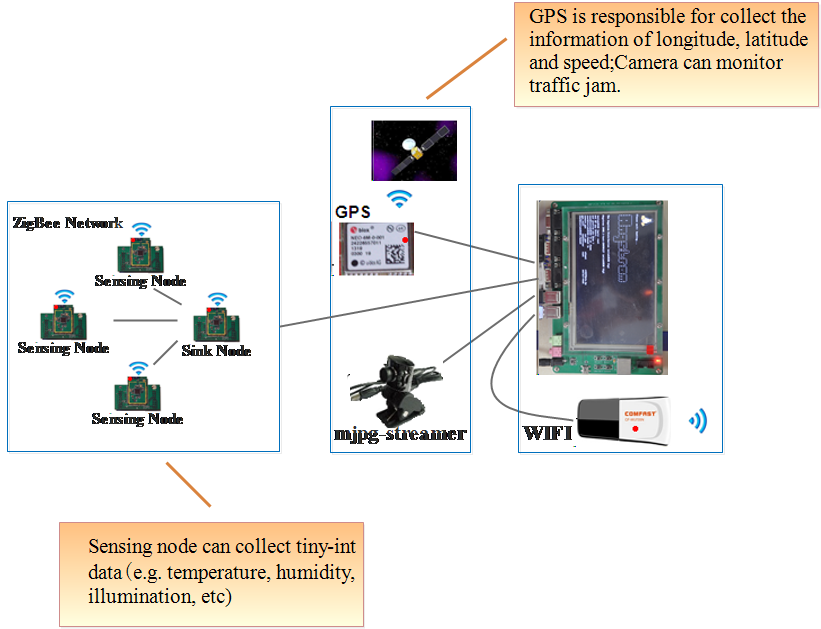 GPS is responsible for collect the
information of longitude, latitude
and speed;Camera can monitor
traffic jam.
ZigBee Network
Sensing Node
Sensing Node
Sink Node
Sensing Node
GPS
mjpg-streamer
WIFI
COMFAST
Sensing node can collect tiny-int
data（e.g. temperature, humidity,
illumination, etc)